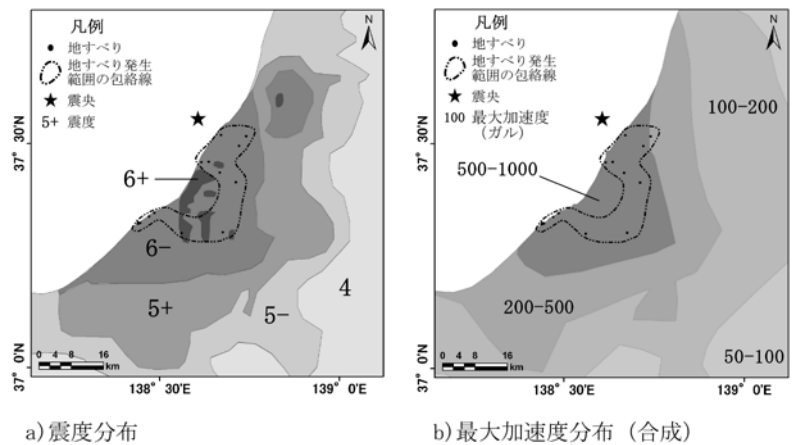 凡例
地すべり
地すべり発生
範囲の包絡線
震央
5+ 震度
N
6+
6−
5+
5−
4
37° 30'N
37° 0'N
0 4 8 16
km
138° 30'E
139° 0'E
a)震度分布
凡例
地すべり
地すべり発生
範囲の包絡線
震央
100 最大加速度
(ガル)
N
100-200
500-1000
200-500
50-100
37° 30'N
37° 0'N
0 4 8 16
km
138° 30'E
139° 0'E
b)最大加速度分布(合成)